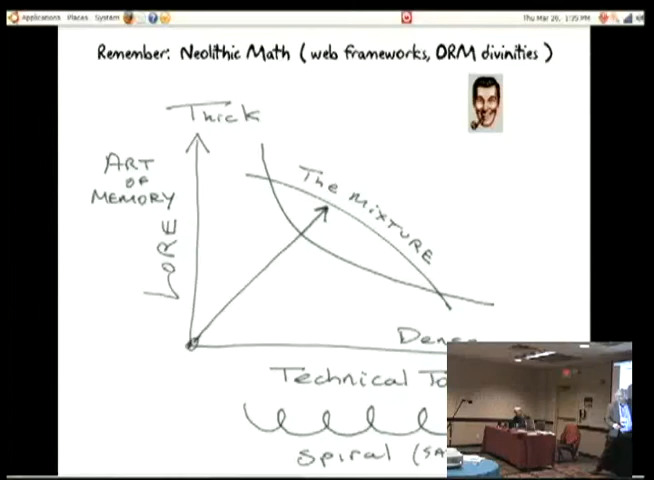 Applications Places System Thu Mar 26, 1:35 PM
Remember: Neolithic Math (web frameworks, ORM divinities)
Thick
ART
OF
MEMORY
LORE
The MIXTURE
Technical
Spiral